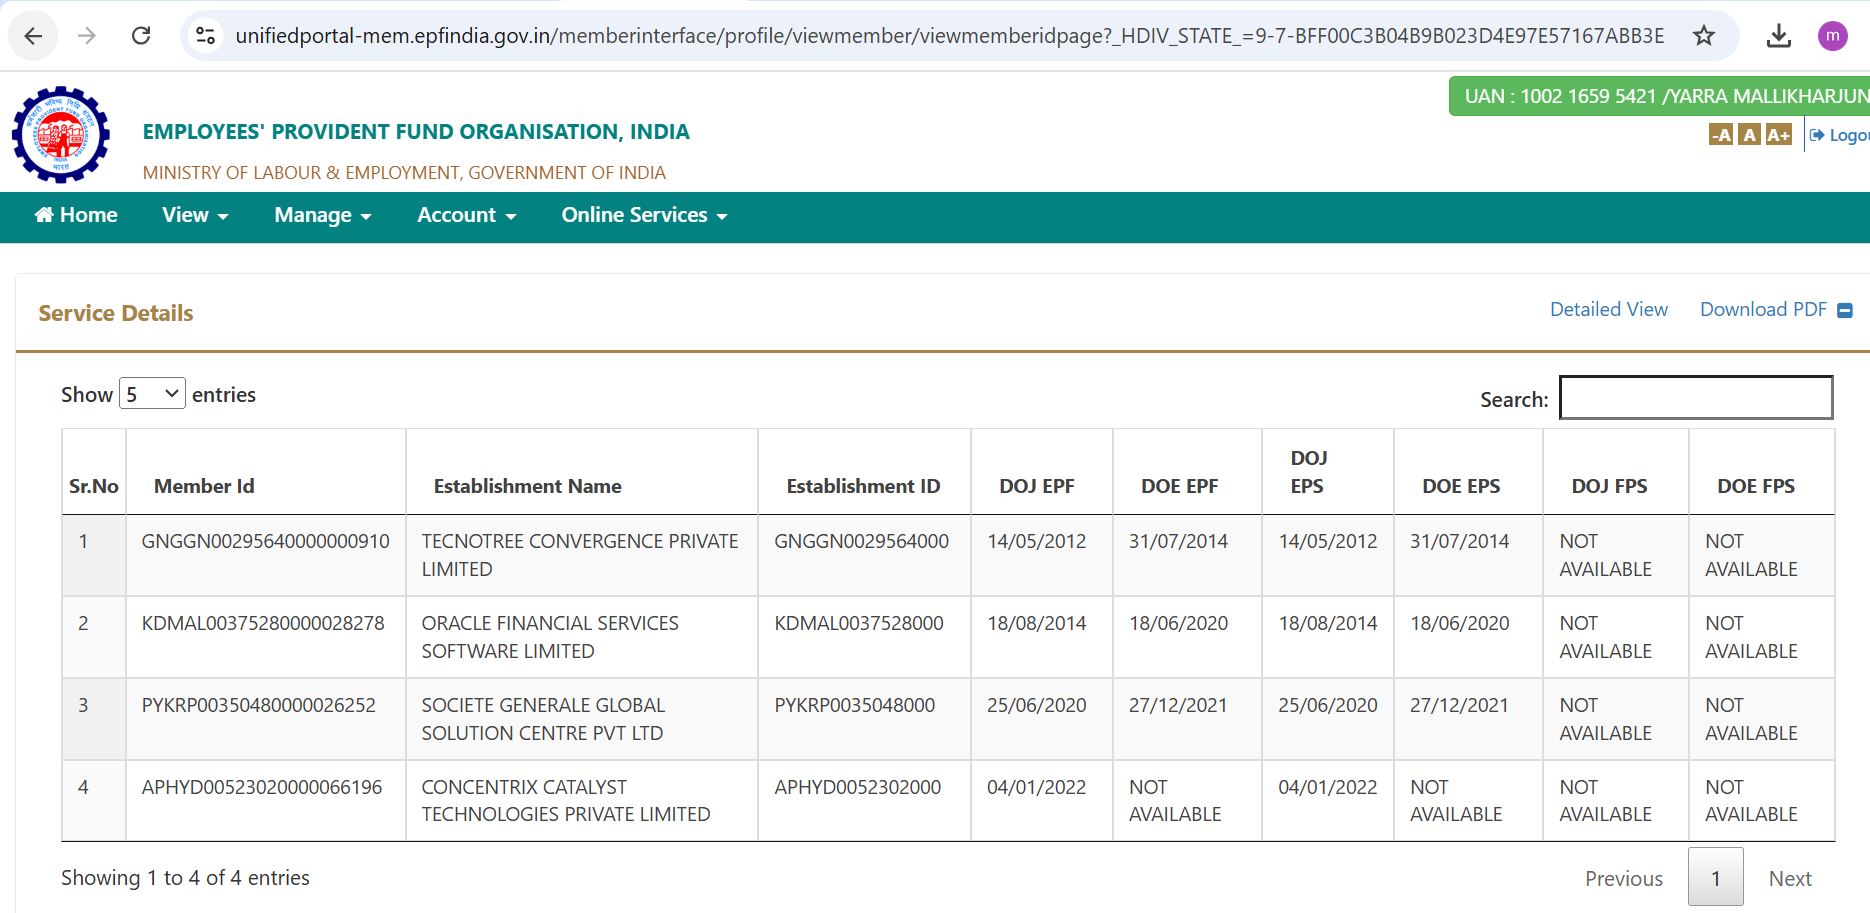 unifiedportal-mem.epfindia.gov.in/memberinterface/profile/viewmember/viewmemberidpage?_HDIV_STATE_=9-7-BFF00C3B04B9B023D4E97E57167ABB3E
m
UAN : 1002 1659 5421 /YARRA MALLIKHARJUN
EMPLOYEES' PROVIDENT FUND ORGANISATION, INDIA
-A A A+ Logou
MINISTRY OF LABOUR & EMPLOYMENT, GOVERNMENT OF INDIA
Home View Manage Account Online Services
Service Details Detailed View Download PDF
Show 5 entries Search:
Sr.No Member Id Establishment Name Establishment ID DOJ EPF DOE EPF DOJ EPS DOE EPS DOJ FPS DOE FPS
1 GNGGN00295640000000910 TECNOTREE CONVERGENCE PRIVATE LIMITED GNGGN0029564000 14/05/2012 31/07/2014 14/05/2012 31/07/2014 NOT AVAILABLE NOT AVAILABLE
2 KDMAL00375280000028278 ORACLE FINANCIAL SERVICES SOFTWARE LIMITED KDMAL0037528000 18/08/2014 18/06/2020 18/08/2014 18/06/2020 NOT AVAILABLE NOT AVAILABLE
3 PYKRP00350480000026252 SOCIETE GENERALE GLOBAL SOLUTION CENTRE PVT LTD PYKRP0035048000 25/06/2020 27/12/2021 25/06/2020 27/12/2021 NOT AVAILABLE NOT AVAILABLE
4 APHYD00523020000066196 CONCENTRIX CATALYST TECHNOLOGIES PRIVATE LIMITED APHYD0052302000 04/01/2022 NOT AVAILABLE 04/01/2022 NOT AVAILABLE NOT AVAILABLE NOT AVAILABLE
Showing 1 to 4 of 4 entries Previous 1 Next